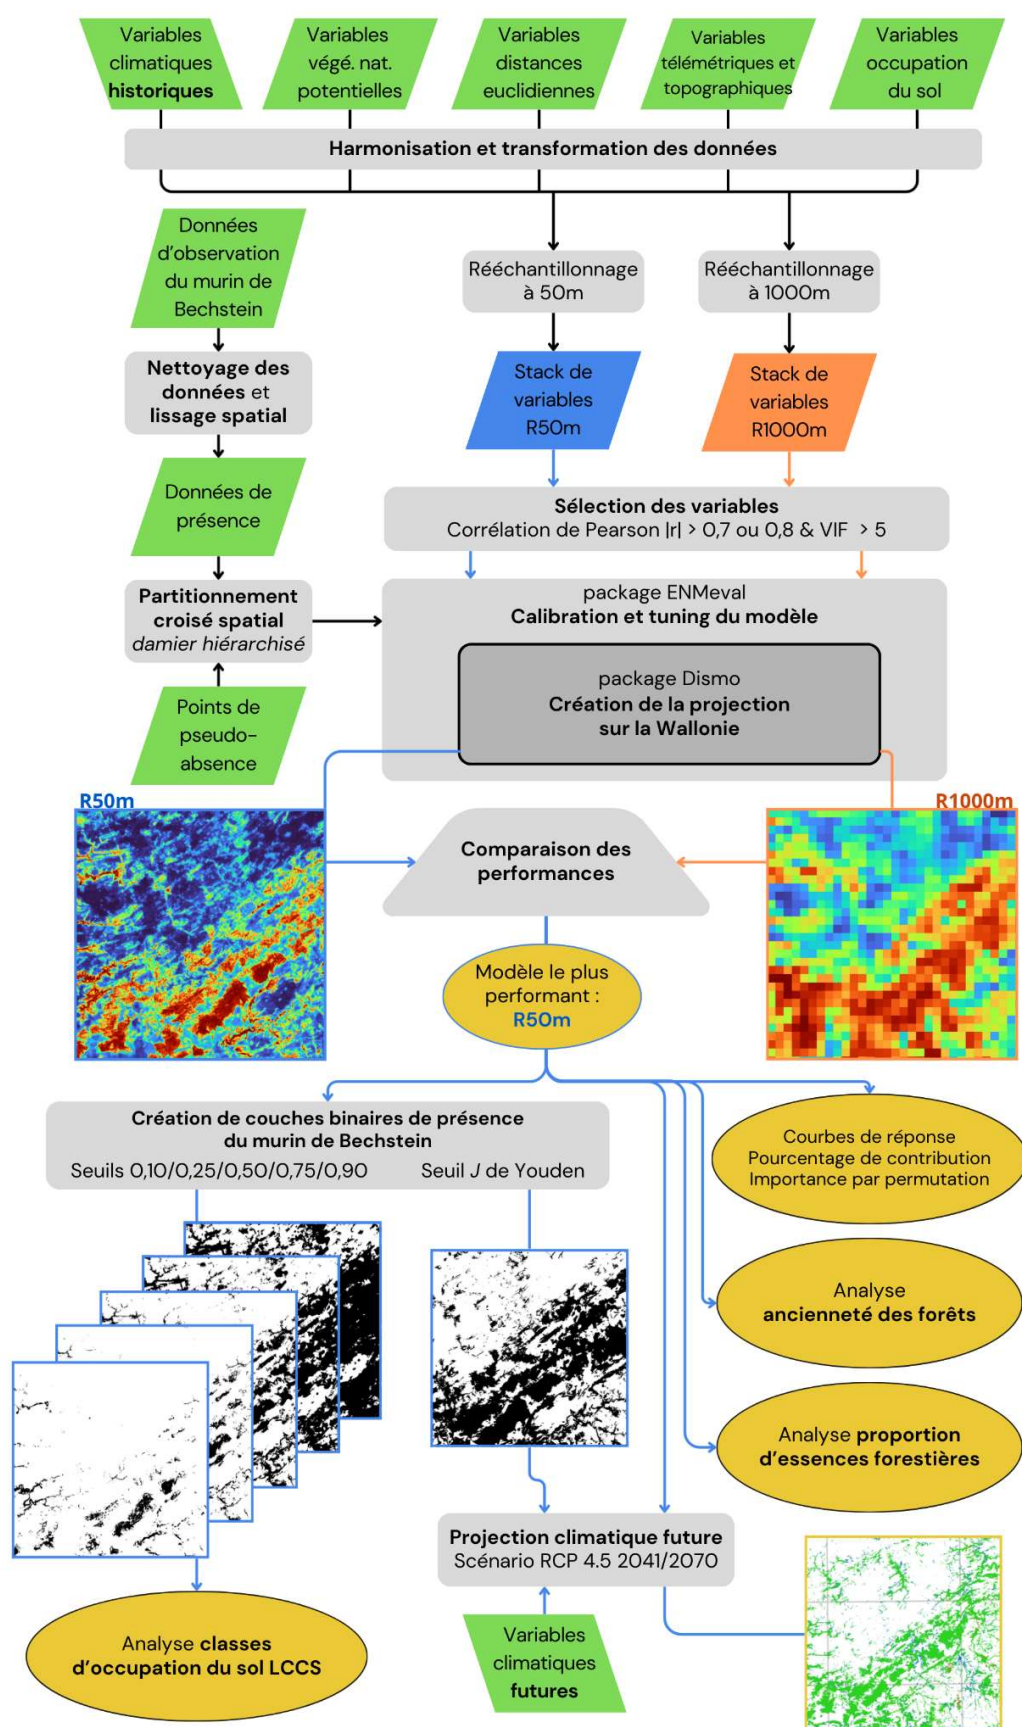 Variables
climatiques
historiques
Variables
végé. nat.
potentielles
Variables
distances
euclidiennes
Variables
télémétriques et
topographiques
Variables
occupation
du sol
Harmonisation et transformation des données
Données
d'observation
du murin de
Bechstein
Rééchantillonnage
à 50m
Rééchantillonnage
à 1000m
Nettoyage des
données et
lissage spatial
Stack de
variables
R50m
Stack de
variables
R1000m
Données de
présence
Sélection des variables
Corrélation de Pearson |r| > 0,7 ou 0,8 & VIF > 5
Partitionnement
croisé spatial
damier hiérarchisé
package ENMeval
Calibration et tuning du modèle
package Dismo
Création de la projection
sur la Wallonie
Points de
pseudo-
absence
R50m
R1000m
Comparaison des
performances
Modèle le plus
performant :
R50m
Création de couches binaires de présence
du murin de Bechstein
Seuils 0,10/0,25/0,50/0,75/0,90
Seuil J de Youden
Courbes de réponse
Pourcentage de contribution
Importance par permutation
Analyse
ancienneté des forêts
Analyse proportion
d'essences forestières
Projection climatique future
Scénario RCP 4.5 2041/2070
Analyse classes
d'occupation du sol LCCS
Variables
climatiques
futures